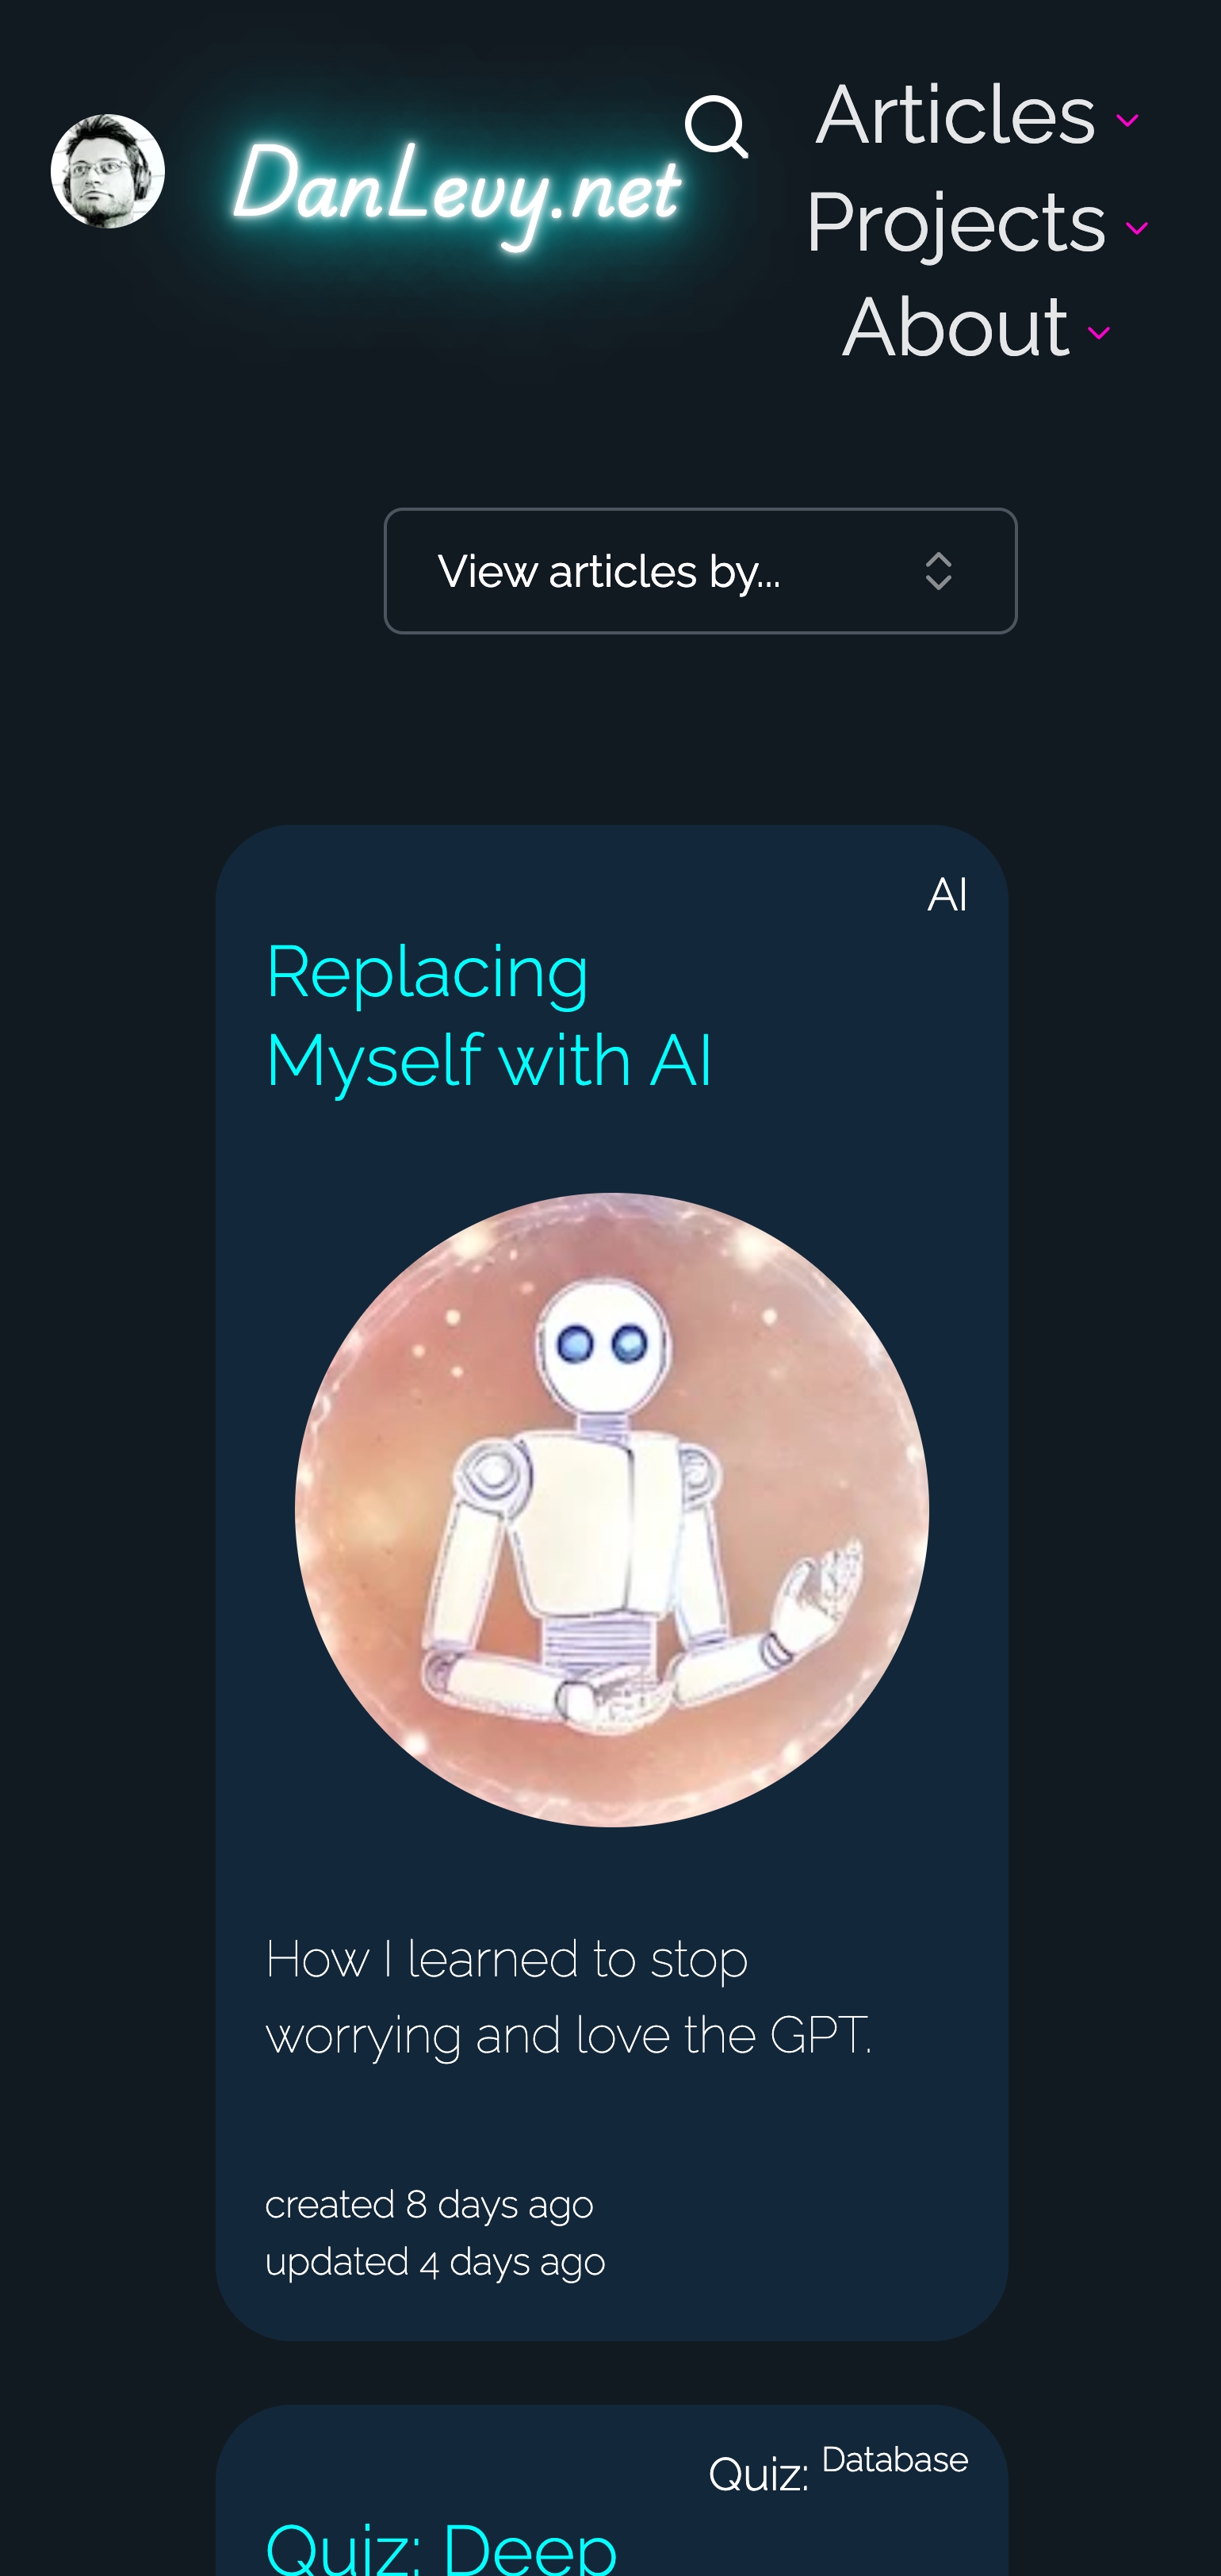 DanLevy.net
Articles
Projects
About
View articles by...
AI
Replacing
Myself with AI
How I learned to stop
worrying and love the GPT.
created 8 days ago
updated 4 days ago
Quiz: Database
Quiz: Deep